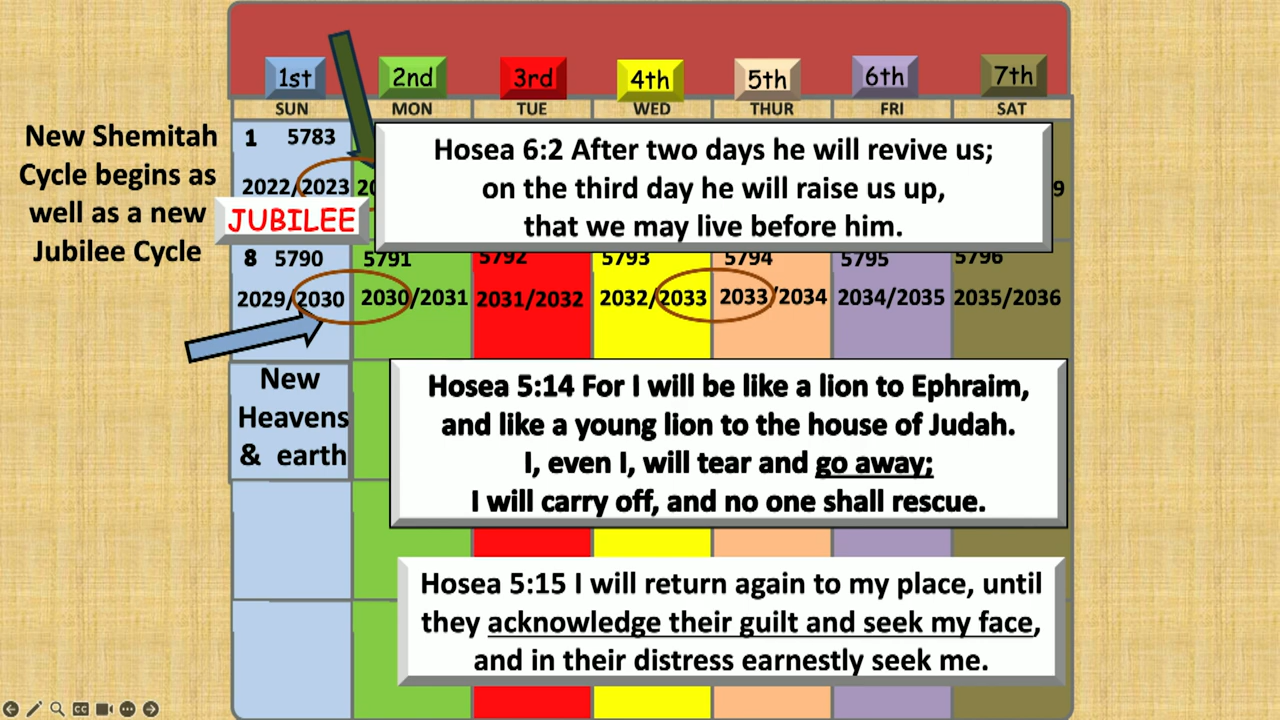 1st 2nd 3rd 4th 5th 6th 7th
SUN MON TUE WED THUR FRI SAT
New Shemitah
Cycle begins as
well as a new
Jubilee Cycle
1 5783
2022/2023 20
9
JUBILEE
Hosea 6:2 After two days he will revive us;
on the third day he will raise us up,
that we may live before him.
8 5790 5791 5792 5793 5794 5795 5796
2029/2030 2030/2031 2031/2032 2032/2033 2033/2034 2034/2035 2035/2036
New
Heavens
& earth
Hosea 5:14 For I will be like a lion to Ephraim,
and like a young lion to the house of Judah.
I, even I, will tear and go away;
I will carry off, and no one shall rescue.
Hosea 5:15 I will return again to my place, until
they acknowledge their guilt and seek my face,
and in their distress earnestly seek me.
CC